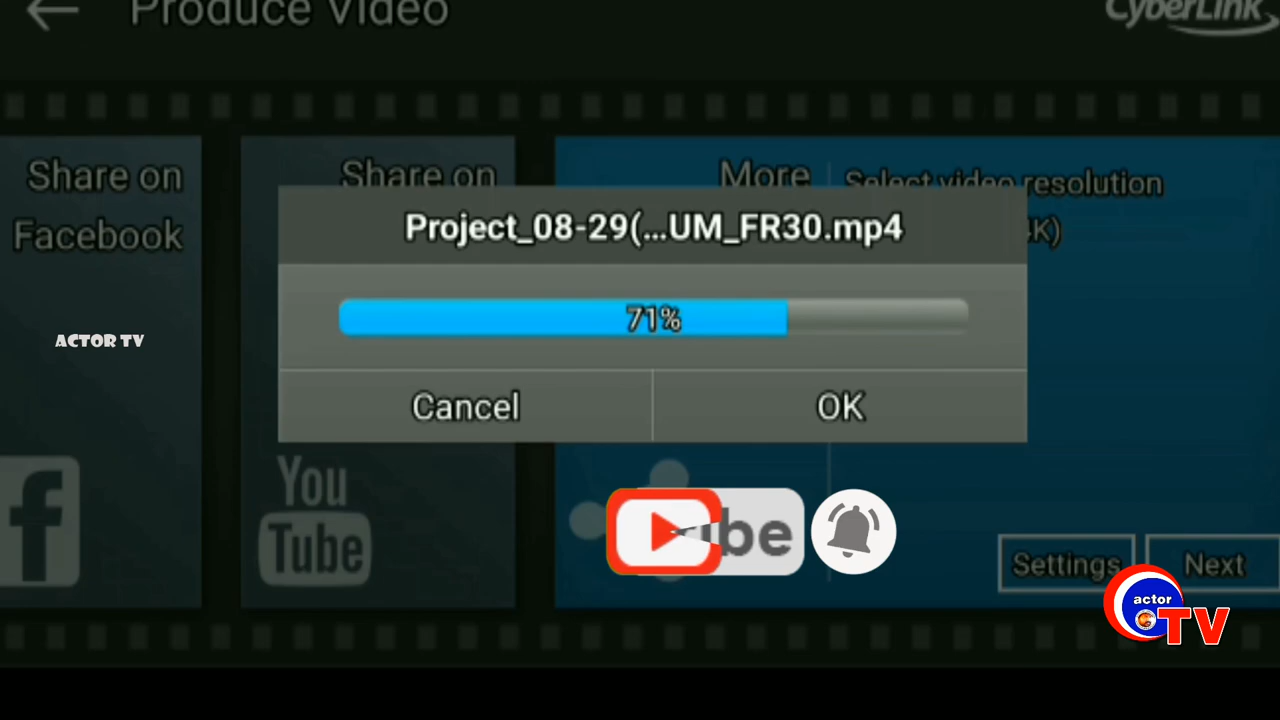 Produce Video
CyberLink
Share on
Facebook
Share on
More
Select video resolution
Project_08-29(...UM_FR30.mp4
71%
Cancel
OK
ACTOR TV
You
Tube
Settings
Next
actor
TV